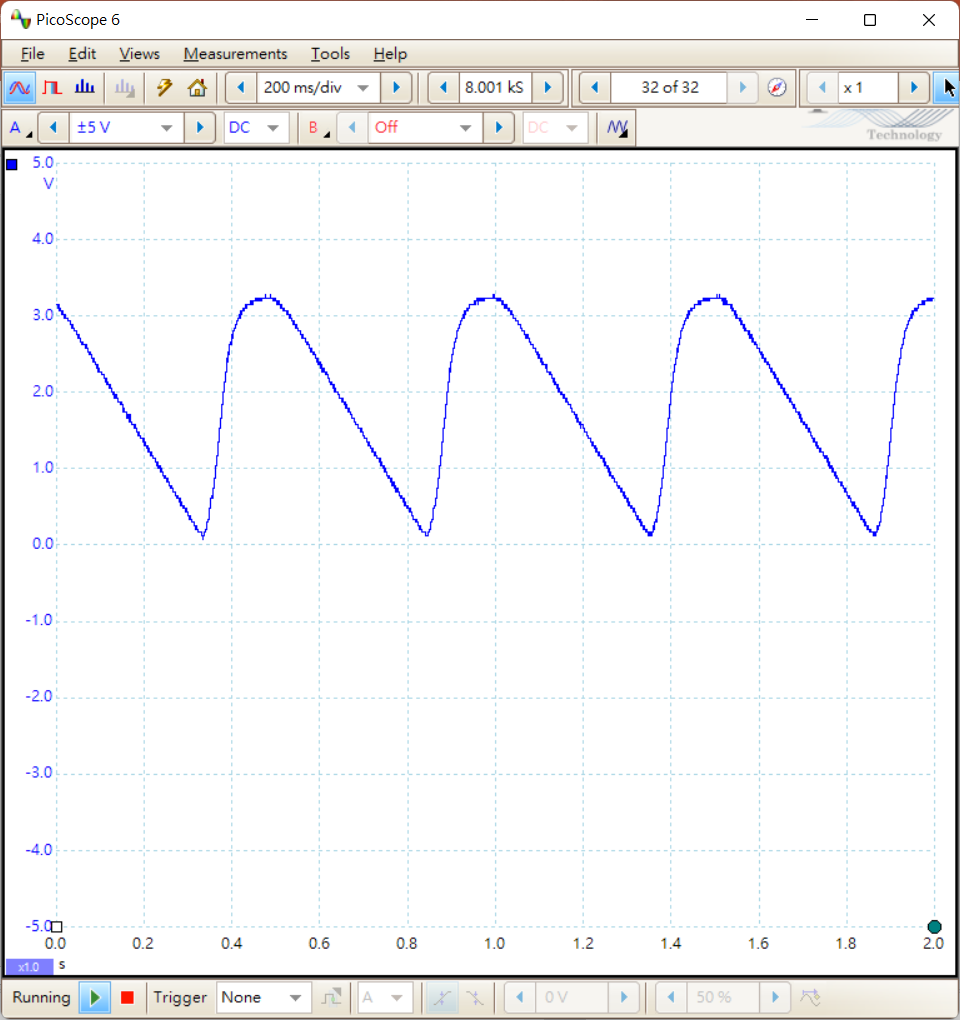 PicoScope 6
File Edit Views Measurements Tools Help
200 ms/div 8.001 kS 32 of 32 x 1
A ±5 V DC B Off DC
Technology
5.0
V
4.0
3.0
2.0
1.0
0.0
-1.0
-2.0
-3.0
-4.0
-5.0
0.0 0.2 0.4 0.6 0.8 1.0 1.2 1.4 1.6 1.8 2.0
x1.0 s
Running Trigger None A 0 V 50 %